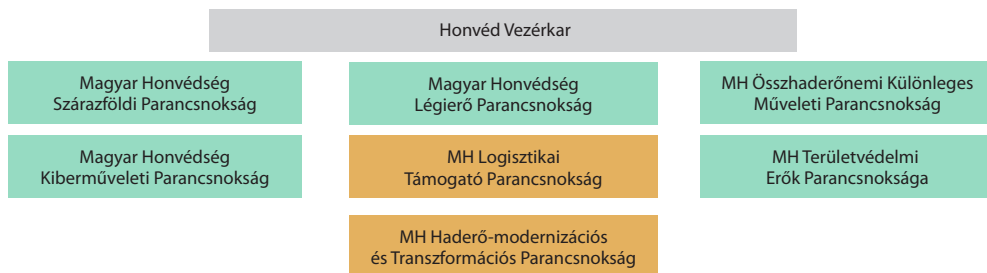 Honvéd Vezérkar
Magyar Honvédség
Szárazföldi Parancsnokság
Magyar Honvédség
Légierő Parancsnokság
MH Összhaderőnemi Különleges
Műveleti Parancsnokság
Magyar Honvédség
Kiberműveleti Parancsnokság
MH Logisztikai
Támogató Parancsnokság
MH Területvédelmi
Erők Parancsnoksága
MH Haderő-modernizációs
és Transzformációs Parancsnokság